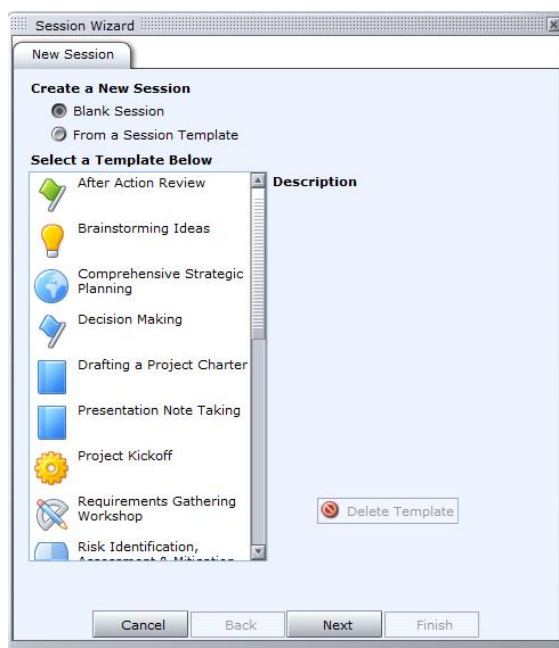 Session Wizard
New Session
Create a New Session
Blank Session
From a Session Template
Select a Template Below
After Action Review
Description
Brainstorming Ideas
Comprehensive Strategic
Planning
Decision Making
Drafting a Project Charter
Presentation Note Taking
Project Kickoff
Requirements Gathering
Workshop
Delete Template
Risk Identification,
Assessment & Mitigation
Cancel
Back
Next
Finish